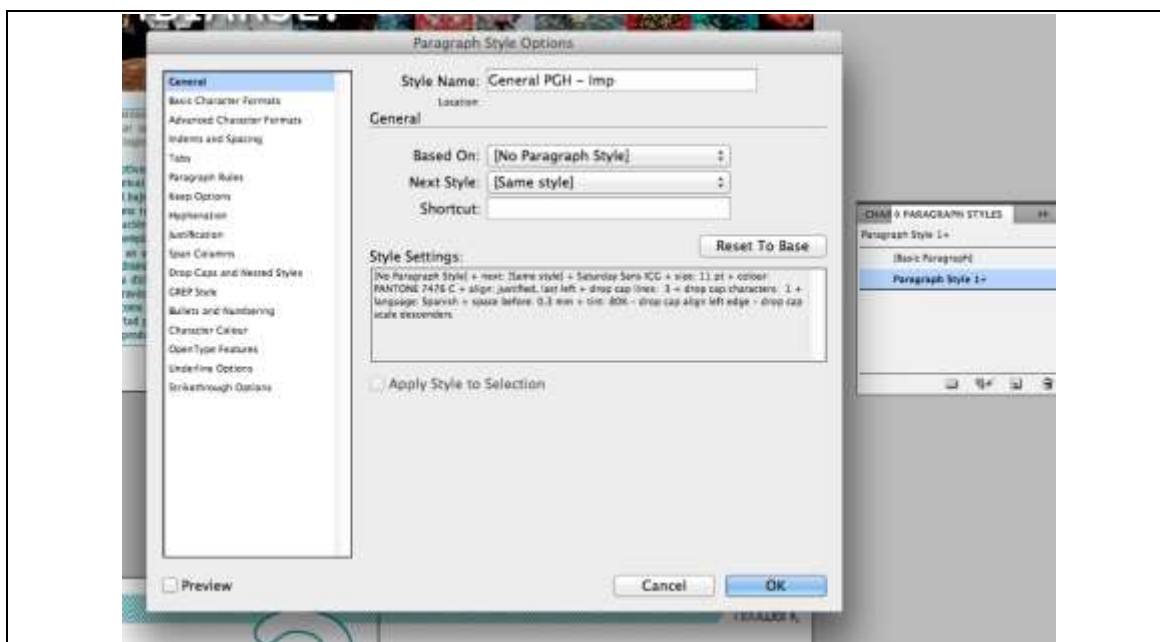 Paragraph Style Options
General
Basic Character Formats
Advanced Character Formats
Indents and Spacing
Tabs
Paragraph Rules
Keep Options
Hyphenation
Justification
Span Columns
Drop Caps and Nested Styles
GREP Style
Bullets and Numbering
Character Colour
OpenType Features
Underline Options
Strikethrough Options
Style Name: General PGH - Imp
Location:
General
Based On: [No Paragraph Style]
Next Style: [Same style]
Shortcut:
Reset To Base
Style Settings:
[No Paragraph Style] + next: [Same style] + Saturday Sans ICG + size: 11 pt + colour:
PANTONE 7476 C + align: justified, last left + drop cap lines: 3 + drop cap characters: 1 +
language: Spanish + space before: 0.3 mm + tint: 80% - drop cap align left edge - drop cap
scale descenders
Apply Style to Selection
Preview
Cancel
OK
PARAGRAPH STYLES
Paragraph Style 1+
[Basic Paragraph]
Paragraph Style 1+